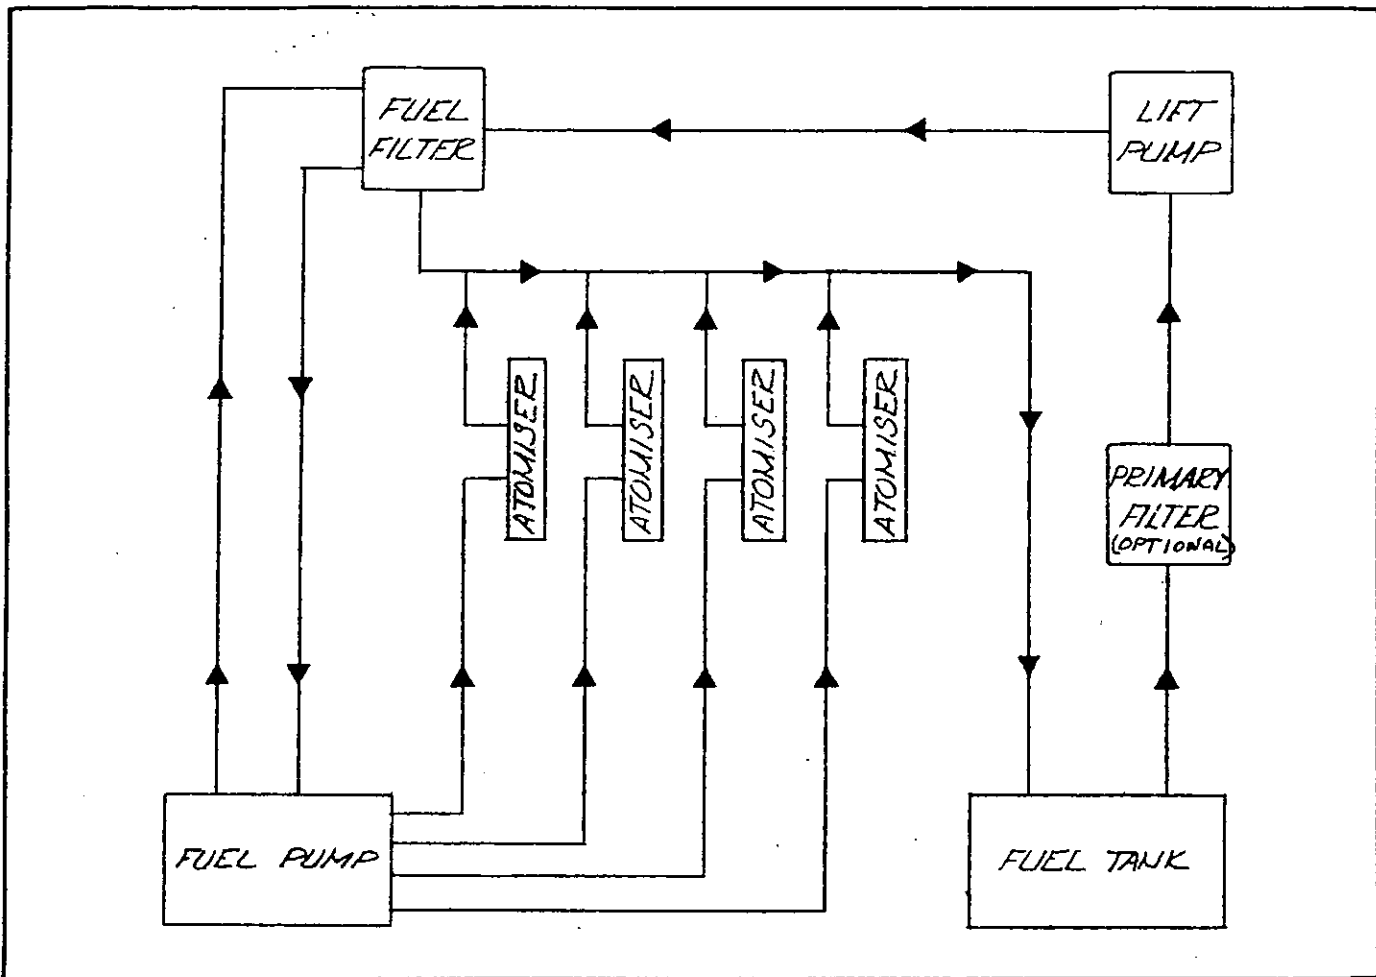 FUEL
FILTER
LIFT
PUMP
ATOMISER
ATOMISER
ATOMISER
ATOMISER
PRIMARY
FILTER
(OPTIONAL)
FUEL PUMP
FUEL TANK